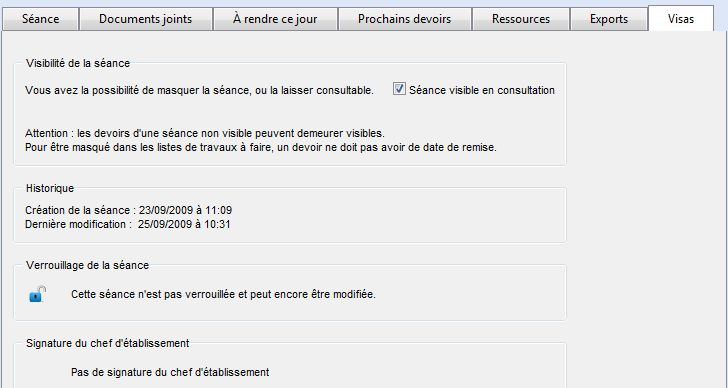 Séance Documents joints À rendre ce jour Prochains devoirs Ressources Exports Visas
Visibilité de la séance
Vous avez la possibilité de masquer la séance, ou la laisser consultable. Séance visible en consultation
Attention : les devoirs d'une séance non visible peuvent demeurer visibles.
Pour être masqué dans les listes de travaux à faire, un devoir ne doit pas avoir de date de remise.
Historique
Création de la séance : 23/09/2009 à 11:09
Dernière modification : 25/09/2009 à 10:31
Verrouillage de la séance
Cette séance n'est pas verrouillée et peut encore être modifiée.
Signature du chef d'établissement
Pas de signature du chef d'établissement